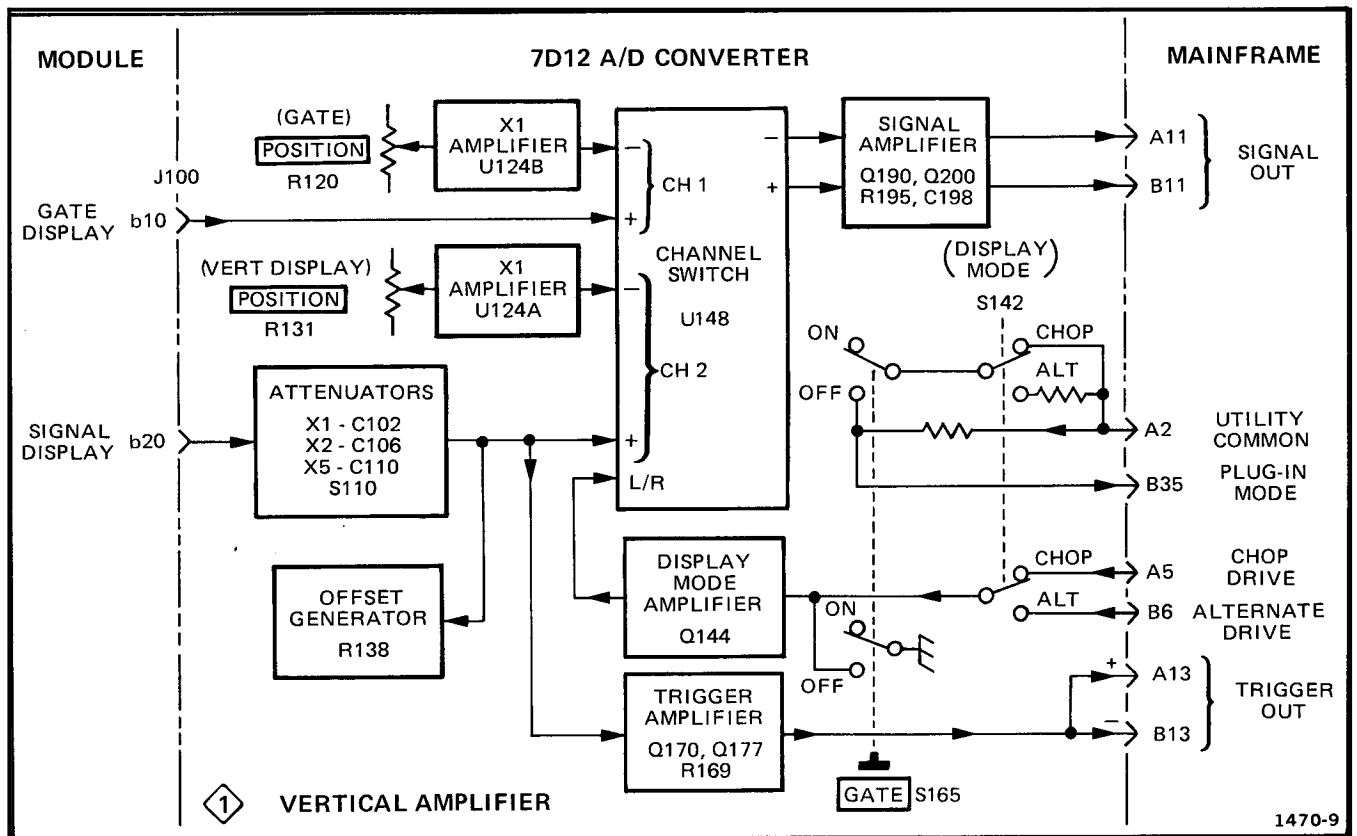 MODULE
7D12 A/D CONVERTER
MAINFRAME
(GATE)
POSITION
R120
X1
AMPLIFIER
U124B
−
CH 1
+
J100
GATE
DISPLAY
b10
(VERT DISPLAY)
POSITION
R131
X1
AMPLIFIER
U124A
−
CHANNEL
SWITCH
U148
CH 2
+
L/R
−
+
SIGNAL
AMPLIFIER
Q190, Q200
R195, C198
A11
B11
SIGNAL
OUT
(DISPLAY
MODE)
S142
ON
OFF
CHOP
ALT
A2
UTILITY
COMMON
B35
PLUG-IN
MODE
SIGNAL
DISPLAY
b20
ATTENUATORS
X1 - C102
X2 - C106
X5 - C110
S110
OFFSET
GENERATOR
R138
DISPLAY
MODE
AMPLIFIER
Q144
ON
OFF
CHOP
ALT
A5
CHOP
DRIVE
B6
ALTERNATE
DRIVE
TRIGGER
AMPLIFIER
Q170, Q177
R169
+
A13
−
B13
TRIGGER
OUT
GATE S165
1 VERTICAL AMPLIFIER
1470-9